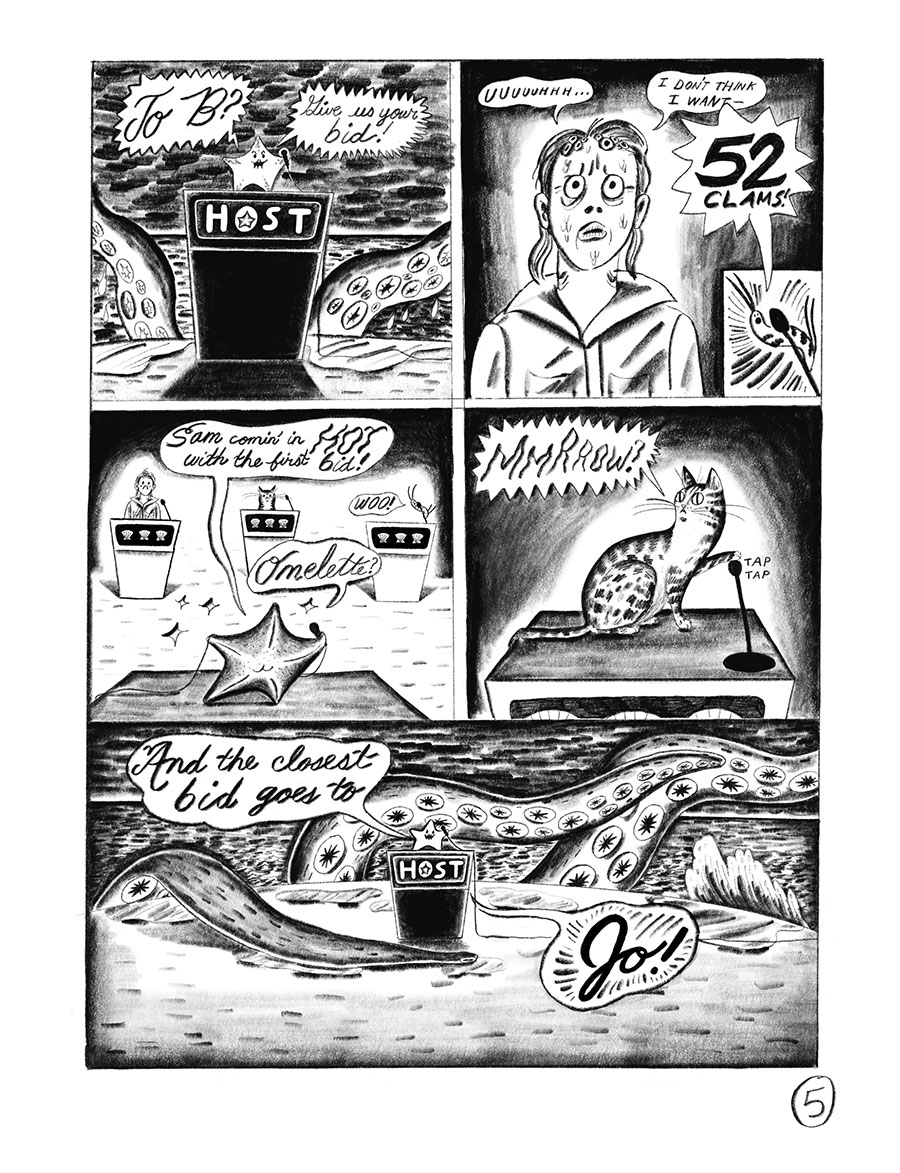 To B?
Give us your
bid!
HOST
UUUUUHHH...
I DON'T THINK
I WANT—
52
CLAMS!
Sam comin' in HOT
with the first bid!
WOO!
Omelette?
MMRROW?
TAP
TAP
And the closest
bid goes to
HOST
Jo!
5